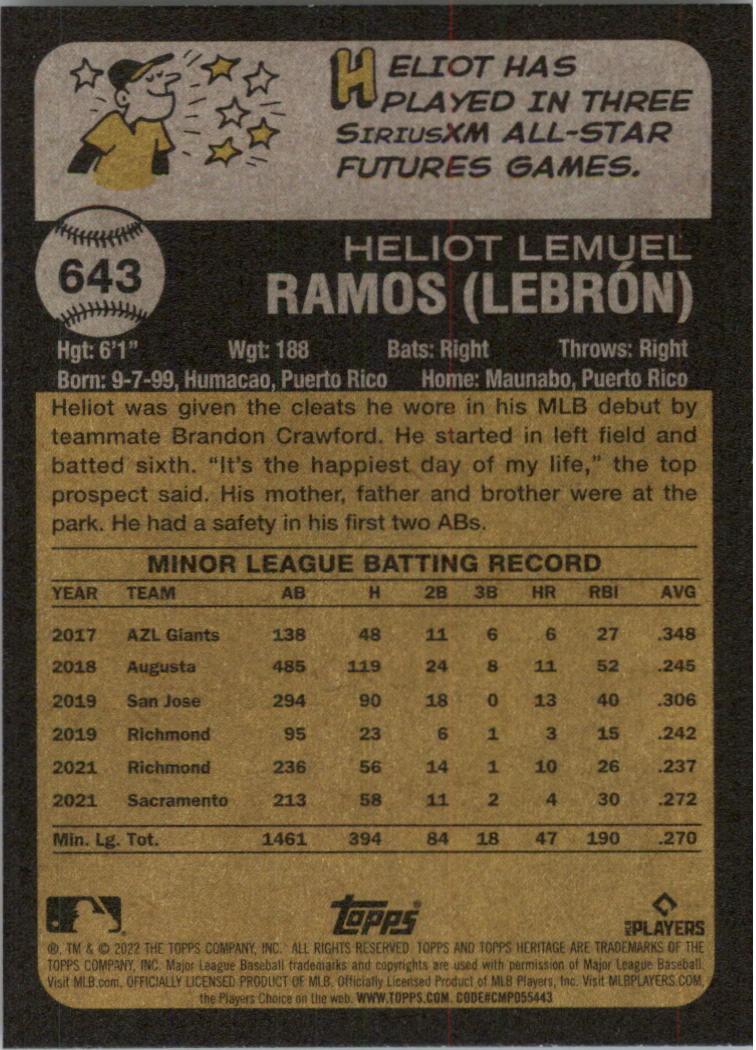 HELIOT HAS
PLAYED IN THREE
SIRIUSXM ALL-STAR
FUTURES GAMES.
643
HELIOT LEMUEL
RAMOS (LEBRÓN)
Hgt: 6'1" Wgt: 188 Bats: Right Throws: Right
Born: 9-7-99, Humacao, Puerto Rico Home: Maunabo, Puerto Rico
Heliot was given the cleats he wore in his MLB debut by
teammate Brandon Crawford. He started in left field and
batted sixth. “It's the happiest day of my life,” the top
prospect said. His mother, father and brother were at the
park. He had a safety in his first two ABs.
MINOR LEAGUE BATTING RECORD
YEAR TEAM AB H 2B 3B HR RBI AVG
2017 AZL Giants 138 48 11 6 6 27 .348
2018 Augusta 485 119 24 8 11 52 .245
2019 San Jose 294 90 18 0 13 40 .306
2019 Richmond 95 23 6 1 3 15 .242
2021 Richmond 236 56 14 1 10 26 .237
2021 Sacramento 213 58 11 2 4 30 .272
Min. Lg. Tot. 1461 394 84 18 47 190 .270
Topps
MLB PLAYERS
®, TM & © 2022 THE TOPPS COMPANY, INC. ALL RIGHTS RESERVED. TOPPS AND TOPPS HERITAGE ARE TRADEMARKS OF THE
TOPPS COMPANY, INC. Major League Baseball trademarks and copyrights are used with permission of Major League Baseball.
Visit MLB.com. OFFICIALLY LICENSED PRODUCT OF MLB. Officially Licensed Product of MLB Players, Inc. Visit MLBPLAYERS.COM,
the Players Choice on the web. WWW.TOPPS.COM. CODE#CMP055443